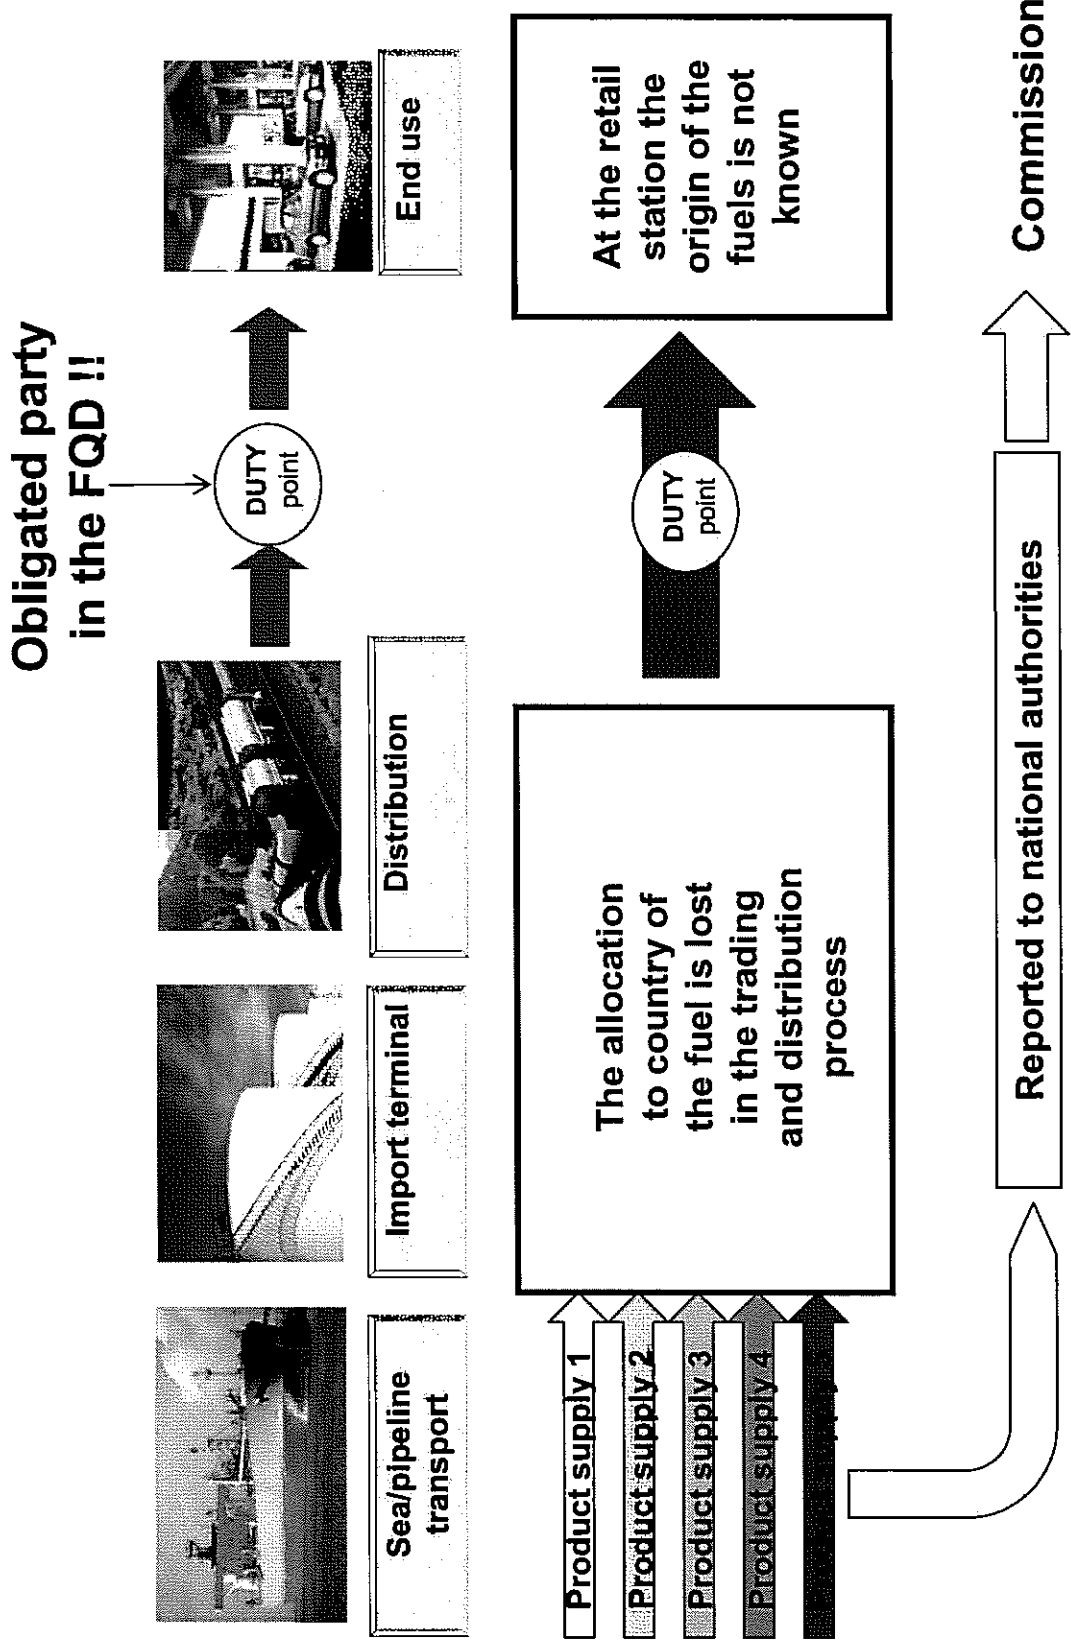 Obligated party
in the FQD !!
Sea/pipeline
transport
Import terminal
Distribution
DUTY
point
End use
Product supply 1
Product supply 2
Product supply 3
Product supply 4
The allocation
to country of
the fuel is lost
in the trading
and distribution
process
DUTY
point
At the retail
station the
origin of the
fuels is not
known
Reported to national authorities
Commission